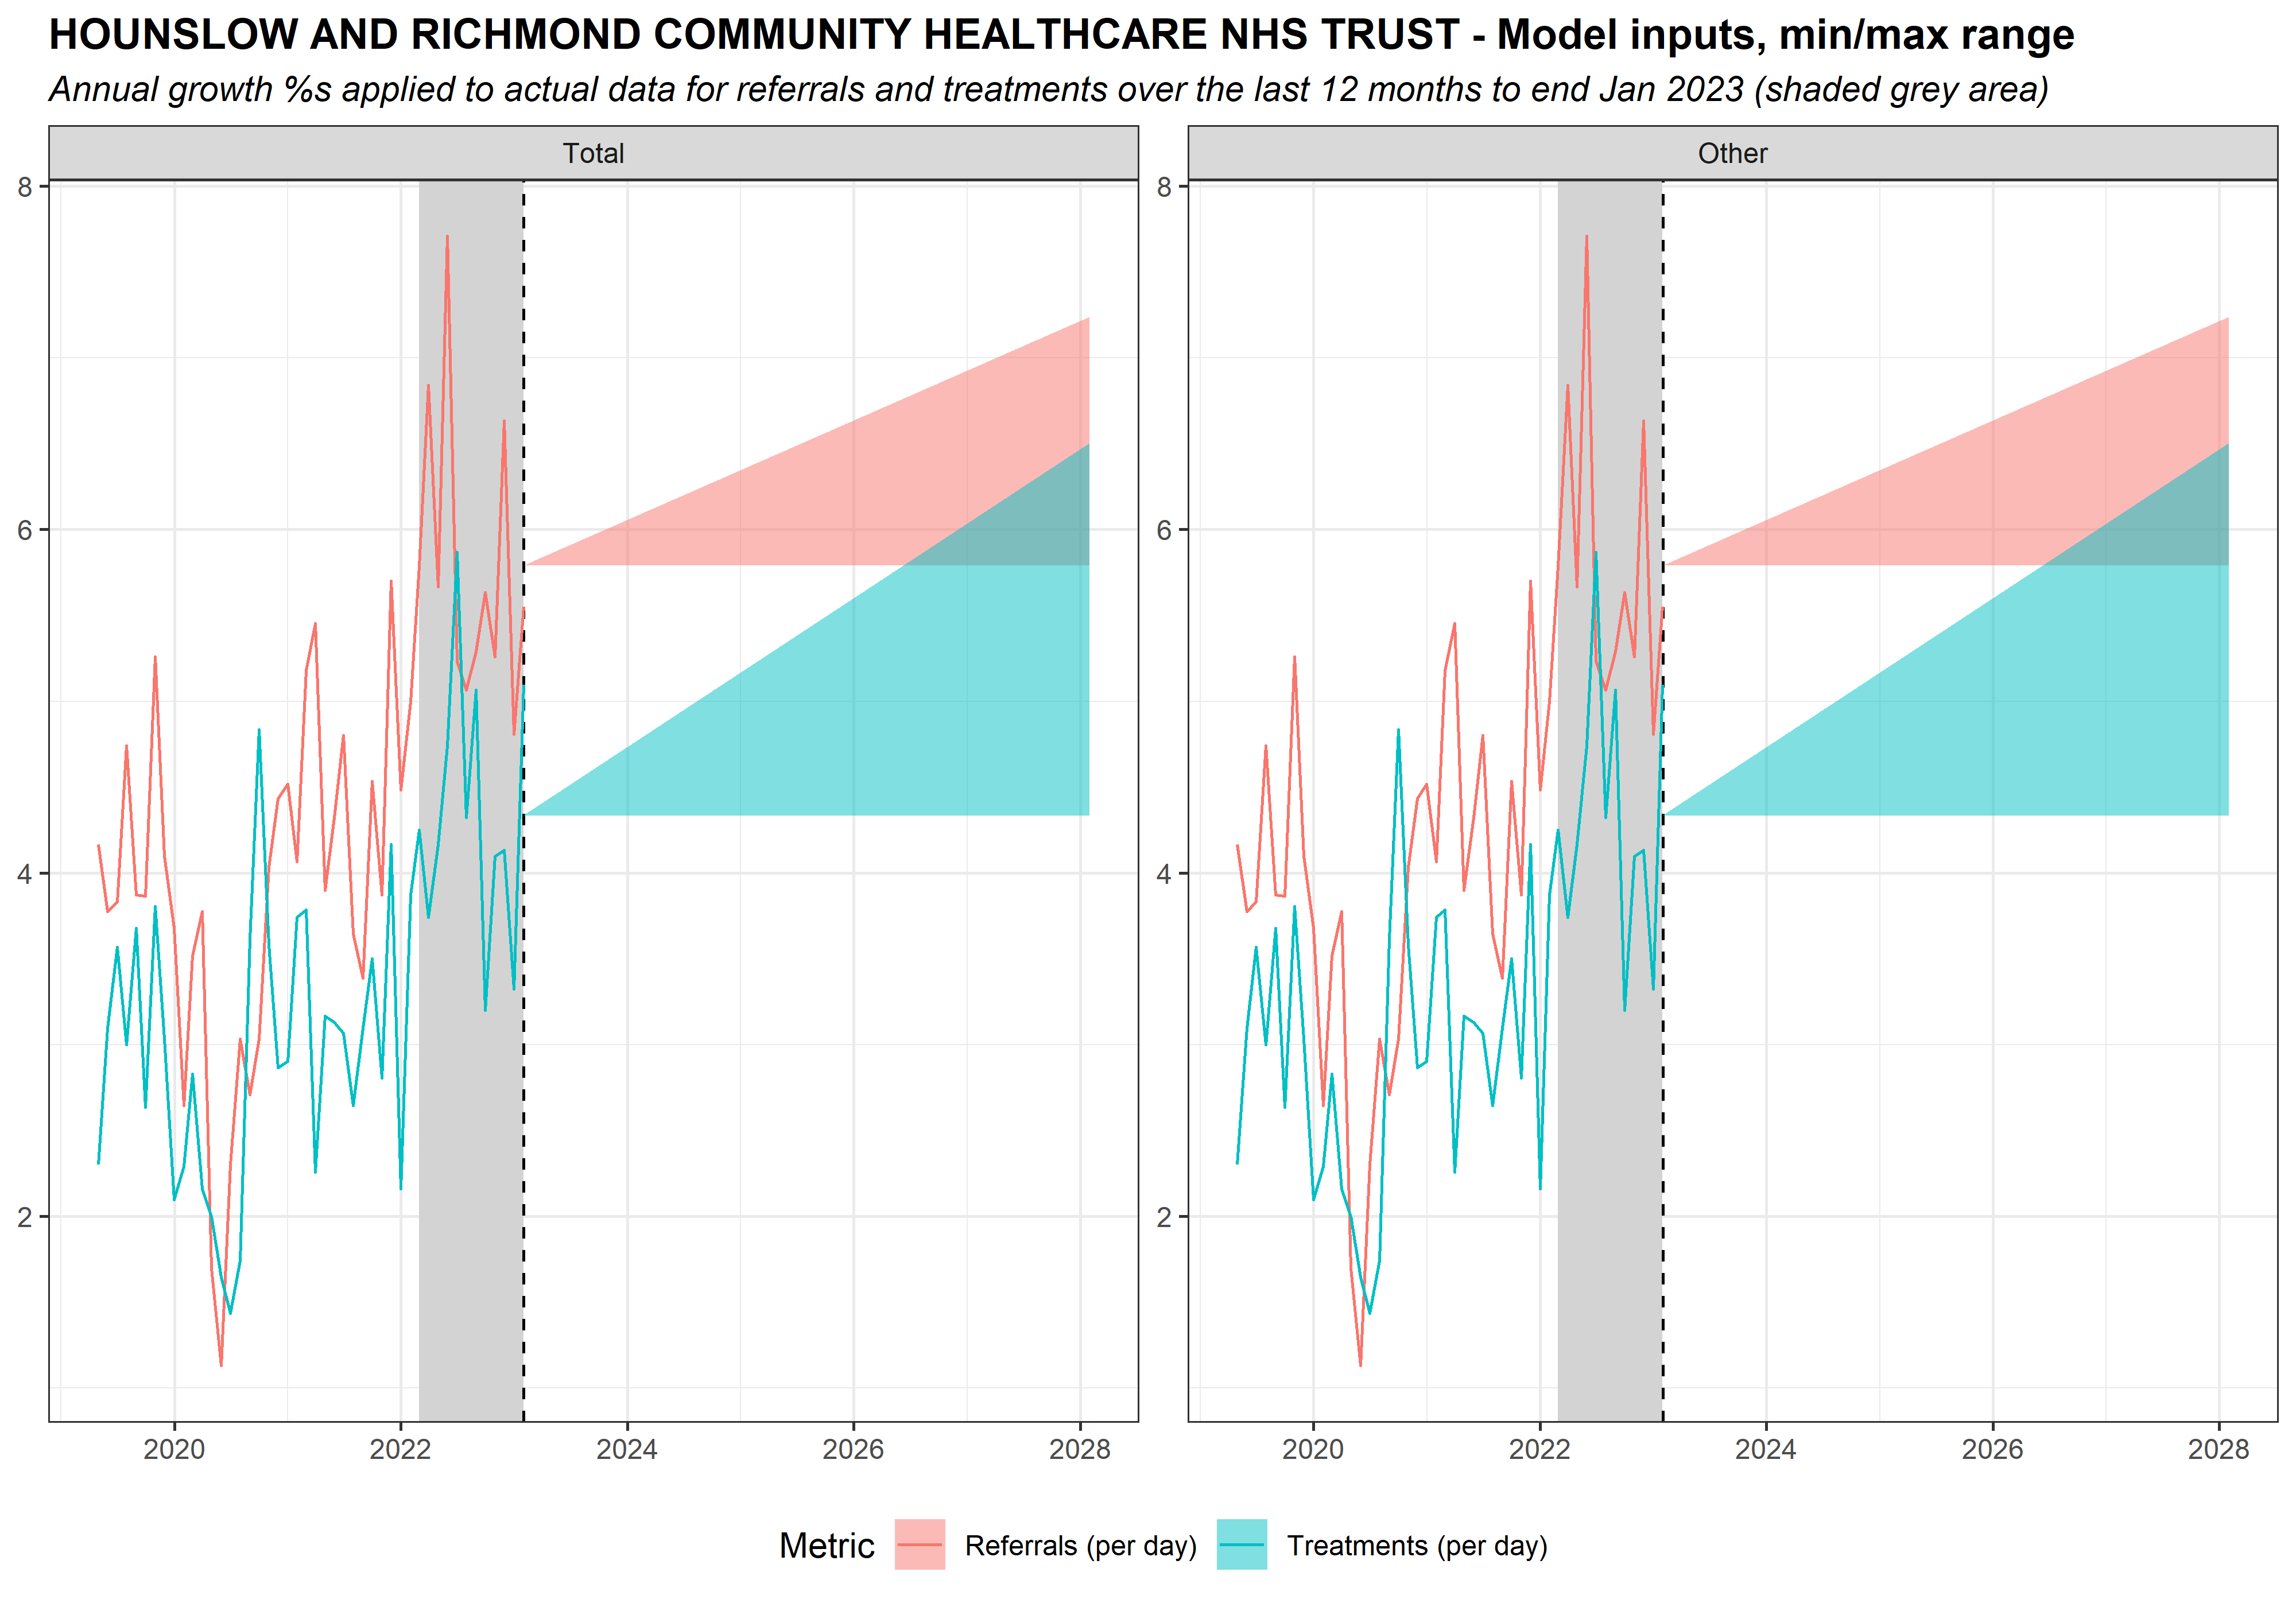 HOUNSLOW AND RICHMOND COMMUNITY HEALTHCARE NHS TRUST - Model inputs, min/max range
Annual growth %s applied to actual data for referrals and treatments over the last 12 months to end Jan 2023 (shaded grey area)
Total
Other
8
6
4
2
8
6
4
2
2020 2022 2024 2026 2028
2020 2022 2024 2026 2028
Metric Referrals (per day) Treatments (per day)